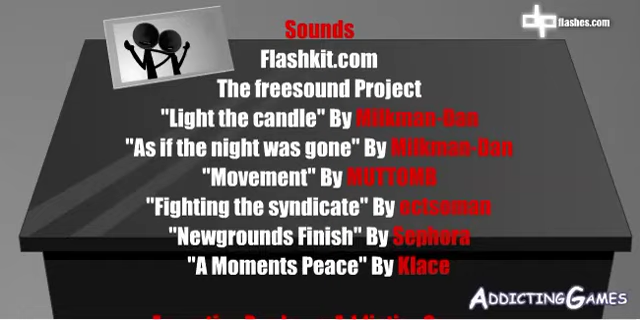 Sounds
flashes.com
Flashkit.com
The freesound Project
"Light the candle" By Milkman-Dan
"As if the night was gone" By Milkman-Dan
"Movement" By MUTTOMB
"Fighting the syndicate" By octseman
"Newgrounds Finish" By Sephora
"A Moments Peace" By Klace
ADDICTINGGAMES